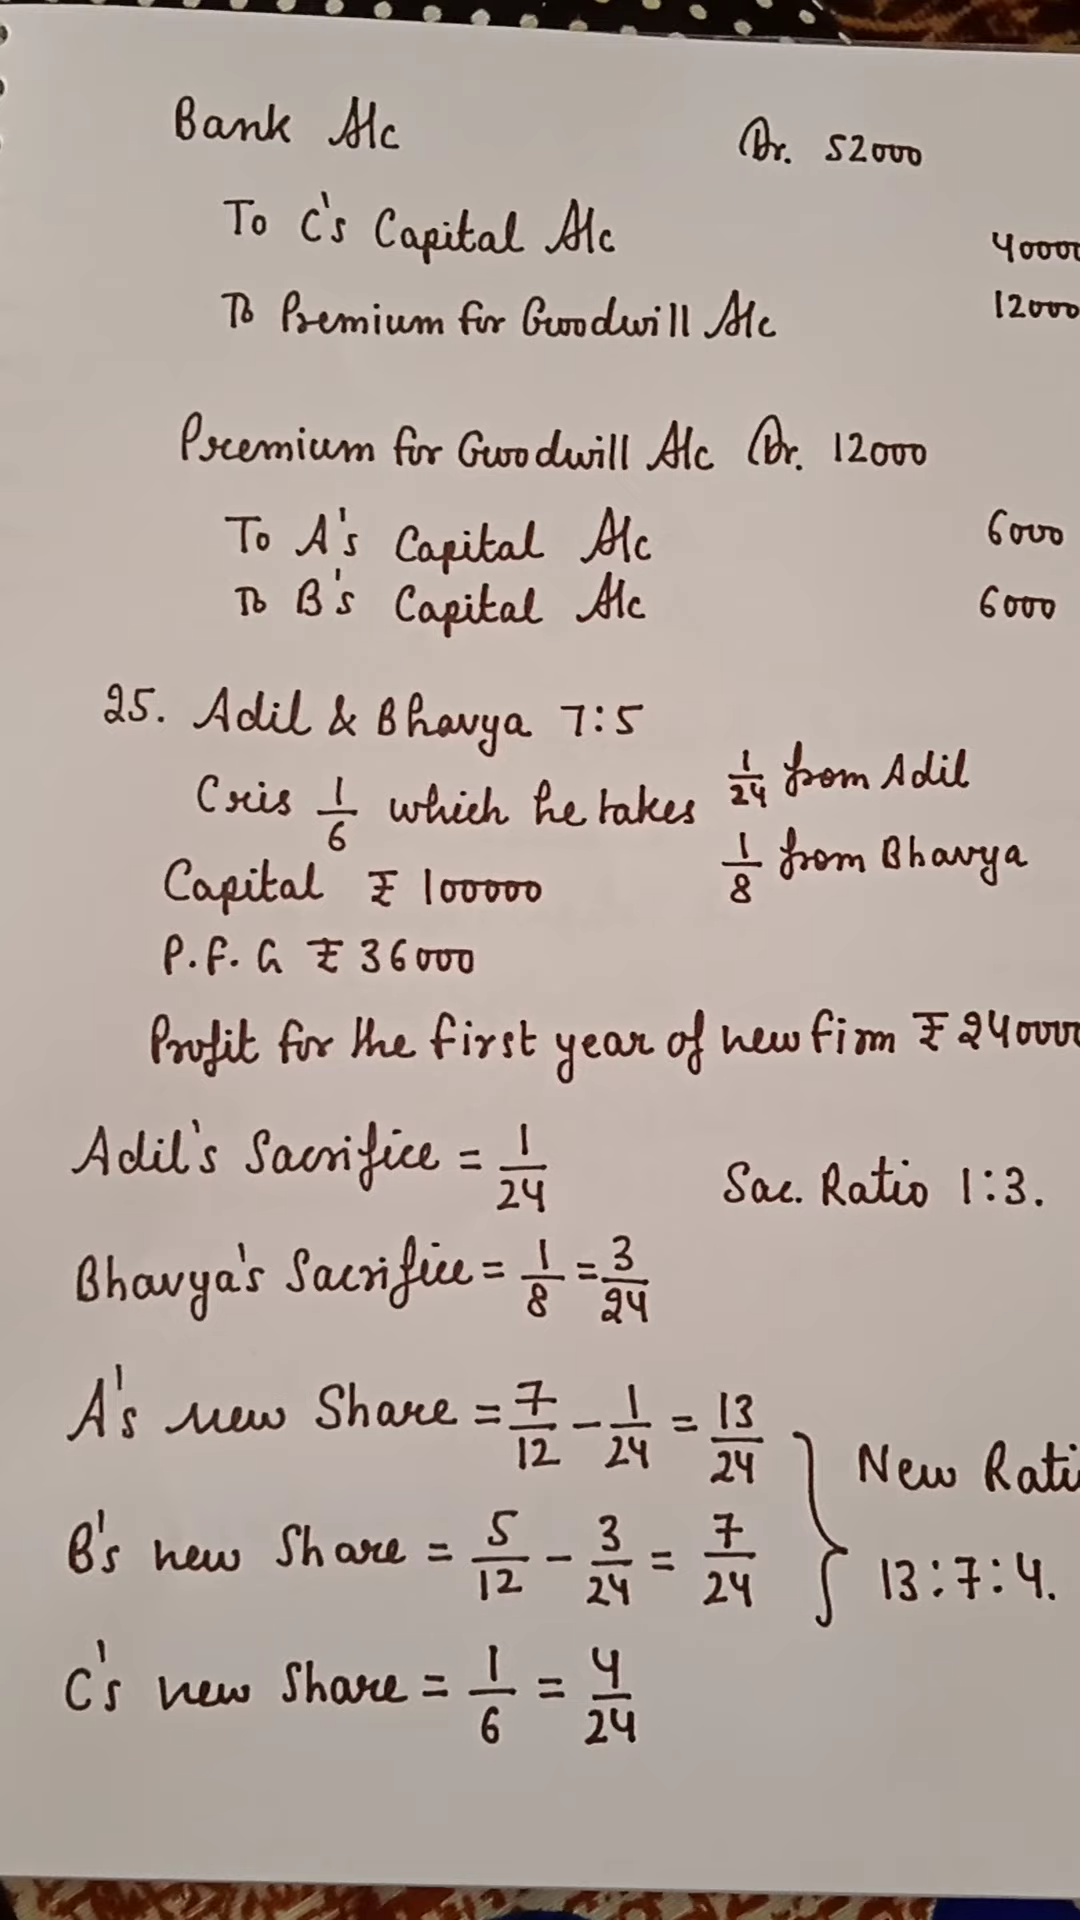 Bank A/c Dr. 52000
To C's Capital A/c 40000
To Premium for Goodwill A/c 12000
Premium for Goodwill A/c Dr. 12000
To A's Capital A/c 6000
To B's Capital A/c 6000
25. Adil & Bhavya 7:5
Cris 1/6 which he takes 1/24 from Adil
1/8 from Bhavya
Capital ₹ 100000
P.F.G ₹ 36000
Profit for the first year of new firm ₹ 240000
Adil's Sacrifice = 1/24 Sac. Ratio 1:3.
Bhavya's Sacrifice = 1/8 = 3/24
A's new Share = 7/12 - 1/24 = 13/24
New Rati
B's new Share = 5/12 - 3/24 = 7/24
13:7:4.
C's new Share = 1/6 = 4/24